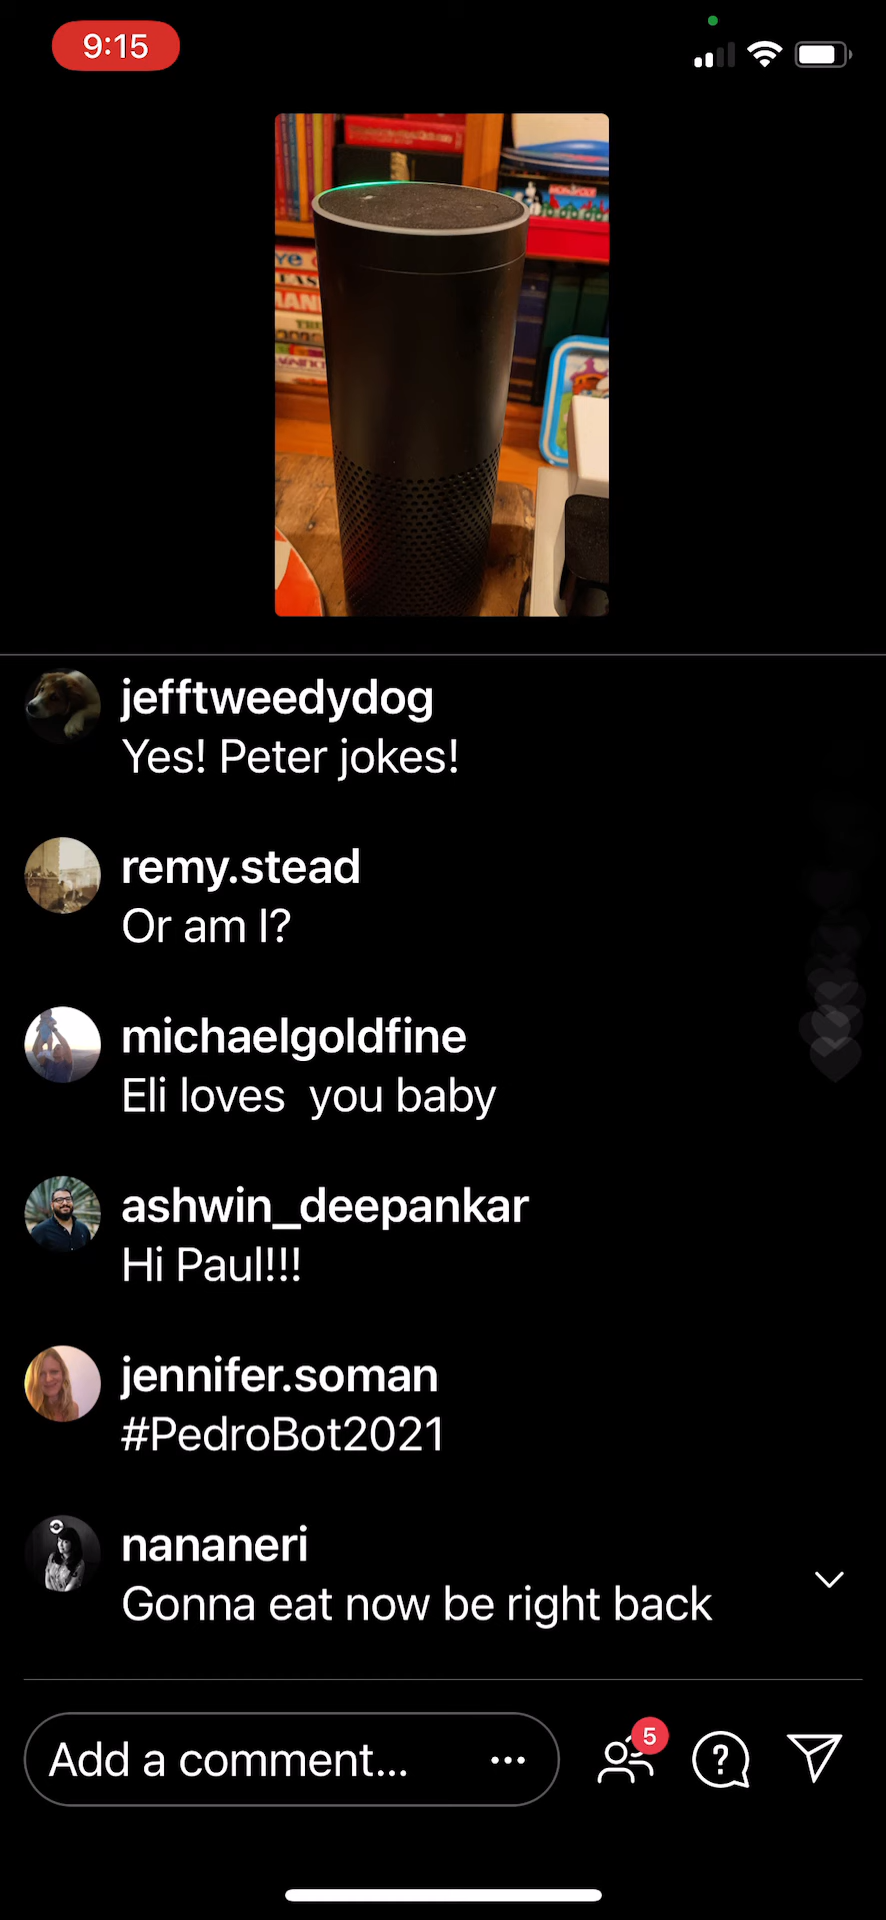 9:15
MONOPOLY
jefftweedydog
Yes! Peter jokes!
remy.stead
Or am I?
michaelgoldfine
Eli loves  you baby
ashwin_deepankar
Hi Paul!!!
jennifer.soman
#PedroBot2021
nananeri
Gonna eat now be right back
Add a comment...
5